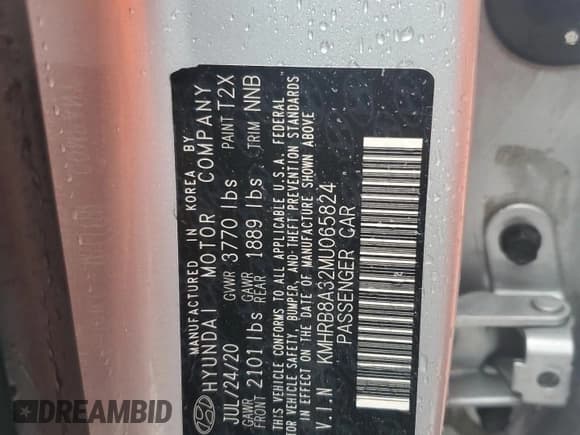 MANUFACTURED IN KOREA BY
HYUNDAI MOTOR COMPANY
JUL/24/20 GVWR 3770 lbs PAINT T2X
GAWR FRONT 2101 lbs GAWR REAR 1889 lbs TRIM NNB
THIS VEHICLE CONFORMS TO ALL APPLICABLE U.S.A. FEDERAL
MOTOR VEHICLE SAFETY, BUMPER, AND THEFT PREVENTION STANDARDS
IN EFFECT ON THE DATE OF MANUFACTURE SHOWN ABOVE
V.I.N KMHRB8A32MU065824
PASSENGER CAR
DREAMBID